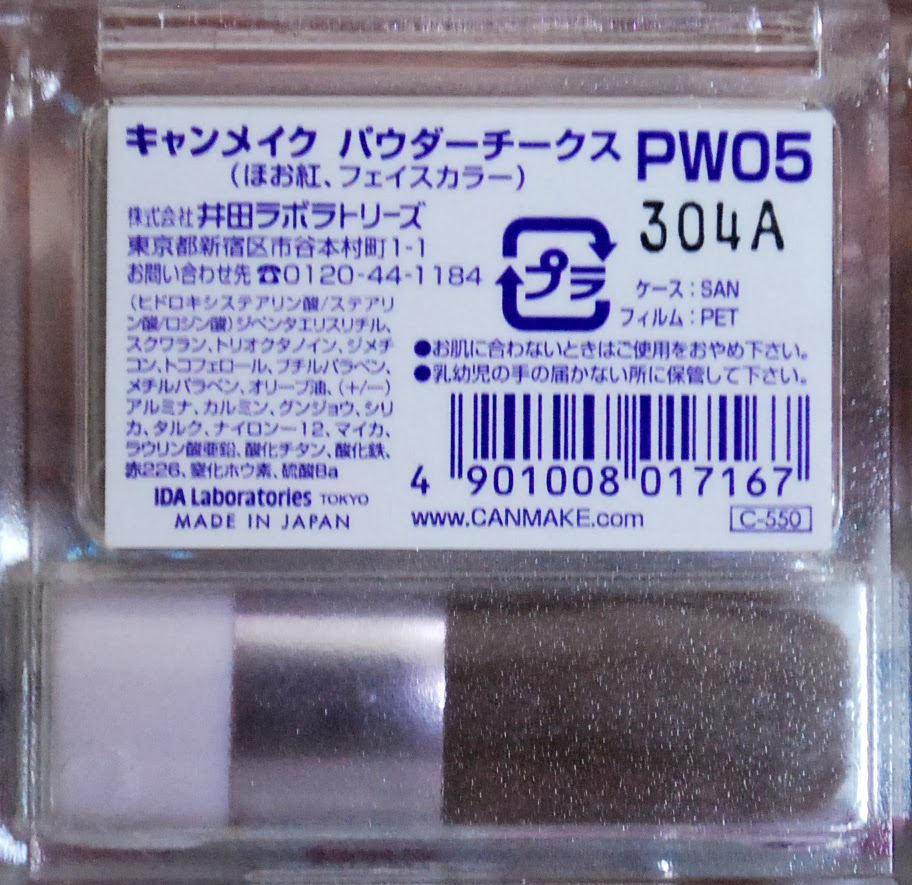 キャンメイク パウダーチークス PW05
(ほお紅、フェイスカラー)
304A
株式会社 井田ラボラトリーズ
東京都新宿区市谷本村町1-1
お問い合わせ先 ☎0120-44-1184
プラ
ケース:SAN
フィルム:PET
(ヒドロキシステアリン酸/ステアリ
ン酸/ロジン酸)ジペンタエリスリチル、
スクワラン、トリオクタノイン、ジメチ
コン、トコフェロール、ブチルパラベン、
メチルパラベン、オリーブ油、(+/−)
アルミナ、カルミン、グンジョウ、シリ
カ、タルク、ナイロン−12、マイカ、
ラウリン酸亜鉛、酸化チタン、酸化鉄、
赤226、窒化ホウ素、硫酸Ba
●お肌に合わないときはご使用をおやめ下さい。
●乳幼児の手の届かない所に保管して下さい。
4 901008 017167
IDA Laboratories TOKYO
MADE IN JAPAN
www.CANMAKE.com
C-550